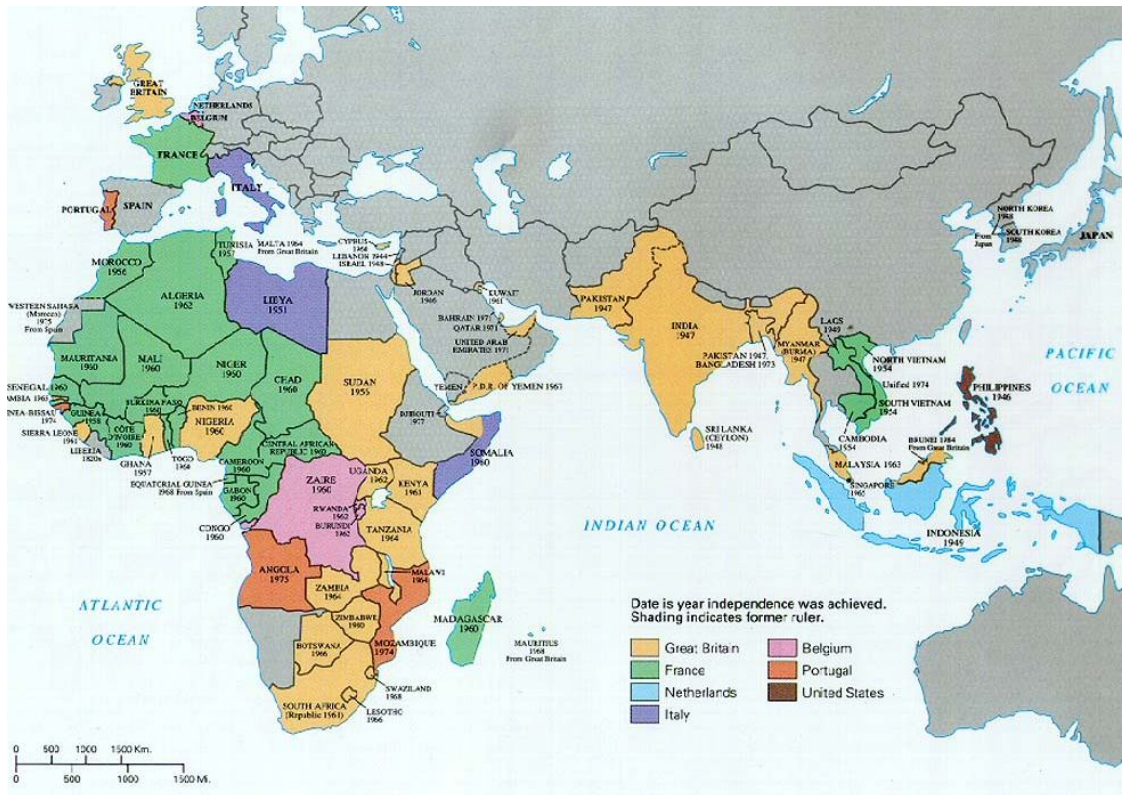 GREAT
BRITAIN
NETHERLANDS
BELGIUM
FRANCE
ITALY
PORTUGAL
SPAIN
TUNISIA
1957
MALTA 1964
From Great Britain
CYPRUS
1968
LEBANON 1944
ISRAEL 1948
MOROCCO
1956
ALGERIA
1962
LIBYA
1951
JORDAN
1946
KUWAIT
1961
BAHRAIN 1971
QATAR 1971
UNITED ARAB
EMIRATES 1971
WESTERN SAHARA
(Morocco)
1975
From Spain
MAURITANIA
1960
MALI
1960
NIGER
1960
CHAD
1960
SUDAN
1955
YEMEN
P.D.R. OF YEMEN 1967
DJIBOUTI
1977
SENEGAL 1960
AMBIA 1965
INEA-BISSAU
1974
GUINEA
1958
SIERRA LEONE
1961
LIBERIA
1820s
CÔTE
D'IVOIRE
1960
BURKINA FASO
1960
GHANA
1957
TOGO
1960
BENIN 1960
NIGERIA
1960
CAMEROON
1960
CENTRAL AFRICAN
REPUBLIC 1960
EQUATORIAL GUINEA
1968 From Spain
GABON
1960
CONGO
1960
ZAIRE
1960
UGANDA
1962
KENYA
1963
SOMALIA
1960
RWANDA
1962
BURUNDI
1962
TANZANIA
1964
ANGOLA
1975
ZAMBIA
1964
MALAWI
1964
ZIMBABWE
1980
MOZAMBIQUE
1974
MADAGASCAR
1960
MAURITIUS
1968
From Great Britain
BOTSWANA
1966
SWAZILAND
1968
LESOTHO
1966
SOUTH AFRICA
(Republic 1961)
PAKISTAN
1947
INDIA
1947
PAKISTAN 1947,
BANGLADESH 1973
MYANMAR
(BURMA)
1947
LAOS
1949
NORTH VIETNAM
1954
Unified 1974
SOUTH VIETNAM
1954
CAMBODIA
1954
SRI LANKA
(CEYLON)
1948
MALAYSIA 1963
SINGAPORE
1965
BRUNEI 1984
From Great Britain
INDONESIA
1949
PHILIPPINES
1946
NORTH KOREA
1948
SOUTH KOREA
1948
From
Japan
JAPAN
PACIFIC
OCEAN
INDIAN OCEAN
ATLANTIC
OCEAN
Date is year independence was achieved.
Shading indicates former ruler.
Great Britain
France
Netherlands
Italy
Belgium
Portugal
United States
0 500 1000 1500 Km.
0 500 1000 1500 Mi.